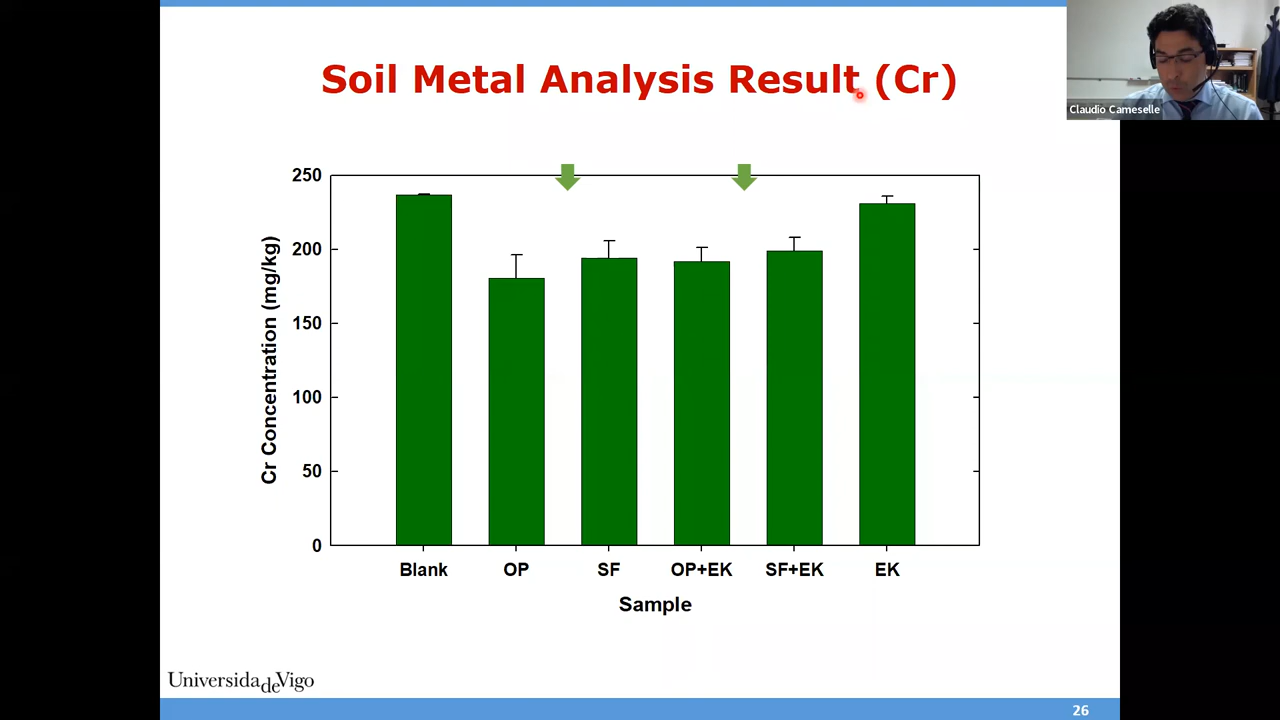 Soil Metal Analysis Result (Cr)
Claudio Cameselle
250
200
150
100
50
0
Cr Concentration (mg/kg)
Blank OP SF OP+EK SF+EK EK
Sample
UniversidadeVigo
26